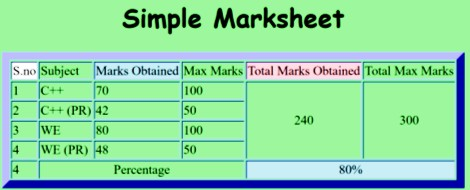 Simple Marksheet
S.no Subject Marks Obtained Max Marks Total Marks Obtained Total Max Marks
1 C++ 70 100 240 300
2 C++ (PR) 42 50
3 WE 80 100
4 WE (PR) 48 50
4 Percentage 80%